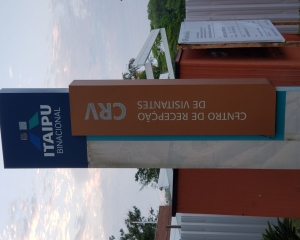 ITAIPU
BINACIONAL
CENTRO DE RECEPÇÃO
DE VISITANTES
CRV